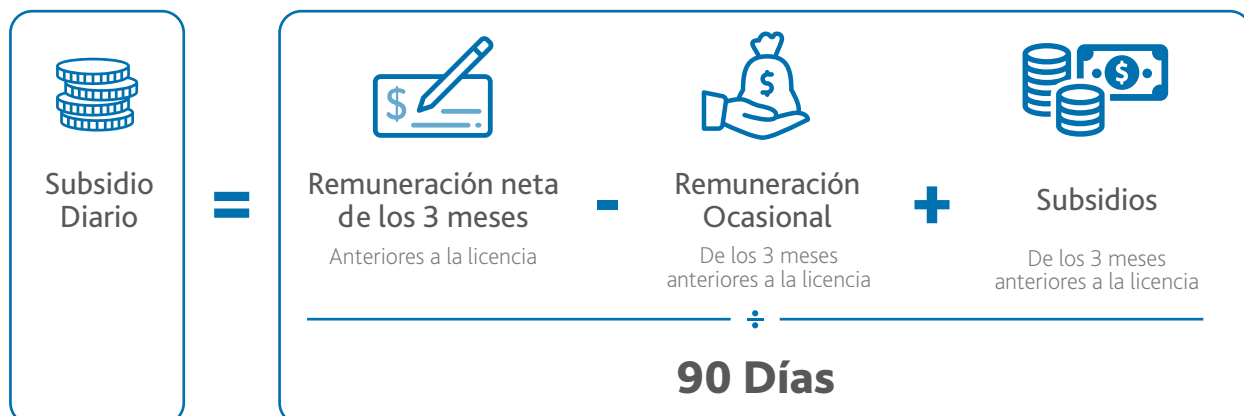 Subsidio
Diario
=
Remuneración neta
de los 3 meses
Anteriores a la licencia
-
$
Remuneración
Ocasional
De los 3 meses
anteriores a la licencia
$
+
Subsidios
De los 3 meses
anteriores a la licencia
$
÷
90 Días